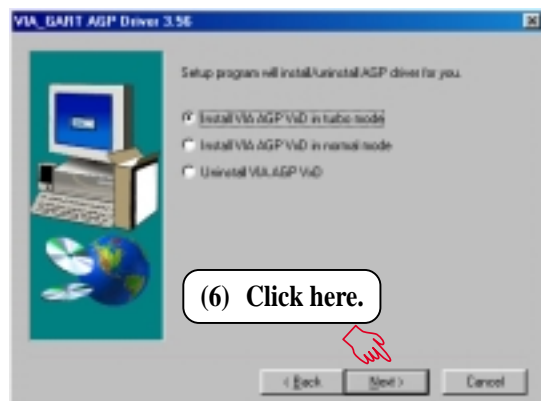 VIA_GART AGP Driver 3.56
Setup program will install/uninstall AGP driver for you.
Install VIA AGP VxD in turbo mode
Install VIA AGP VxD in normal mode
Uninstall VIA AGP VxD
(6) Click here.
< Back
Next >
Cancel